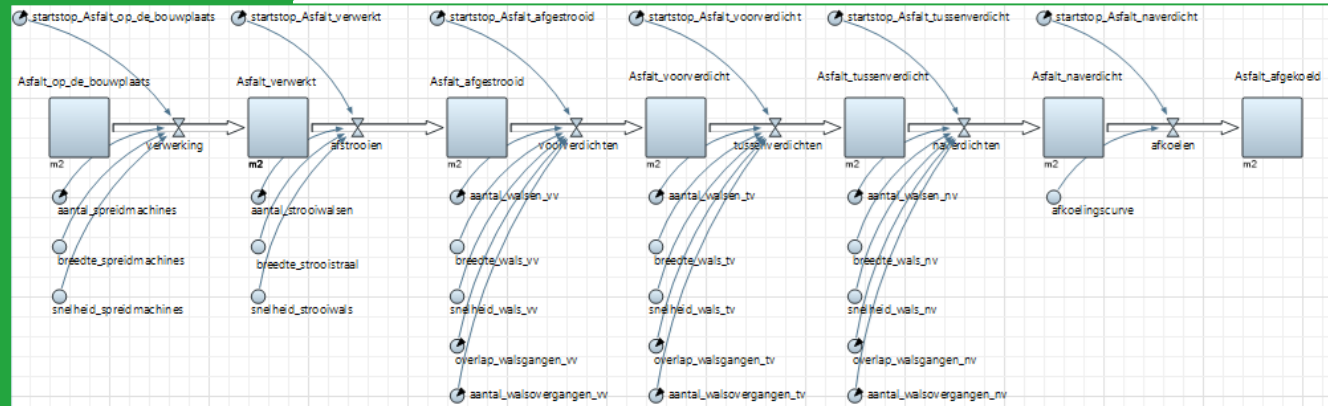 startstop_Asfalt_op_de_bouwplaats
startstop_Asfalt_verwerkt
startstop_Asfalt_afgestrooid
startstop_Asfalt_voorverdicht
startstop_Asfalt_tussenverdicht
startstop_Asfalt_naverdicht
Asfalt_op_de_bouwplaats
Asfalt_verwerkt
Asfalt_afgestrooid
Asfalt_voorverdicht
Asfalt_tussenverdicht
Asfalt_naverdicht
Asfalt_afgekoeld
verwerking
afstrooien
voorverdichten
tussenverdichten
naverdichten
afkoelen
m2
m2
m2
m2
m2
m2
m2
aantal_spreidmachines
aantal_strooiwalsen
aantal_walsen_vv
aantal_walsen_tv
aantal_walsen_nv
afkoelingscurve
breedte_spreidmachines
breedte_strooistraal
breedte_wals_vv
breedte_wals_tv
breedte_wals_nv
snelheid_spreidmachines
snelheid_strooiwals
snelheid_wals_vv
snelheid_wals_tv
snelheid_wals_nv
overlap_walsgangen_vv
overlap_walsgangen_tv
overlap_walsgangen_nv
aantal_walsovergangen_vv
aantal_walsovergangen_tv
aantal_walsovergangen_nv